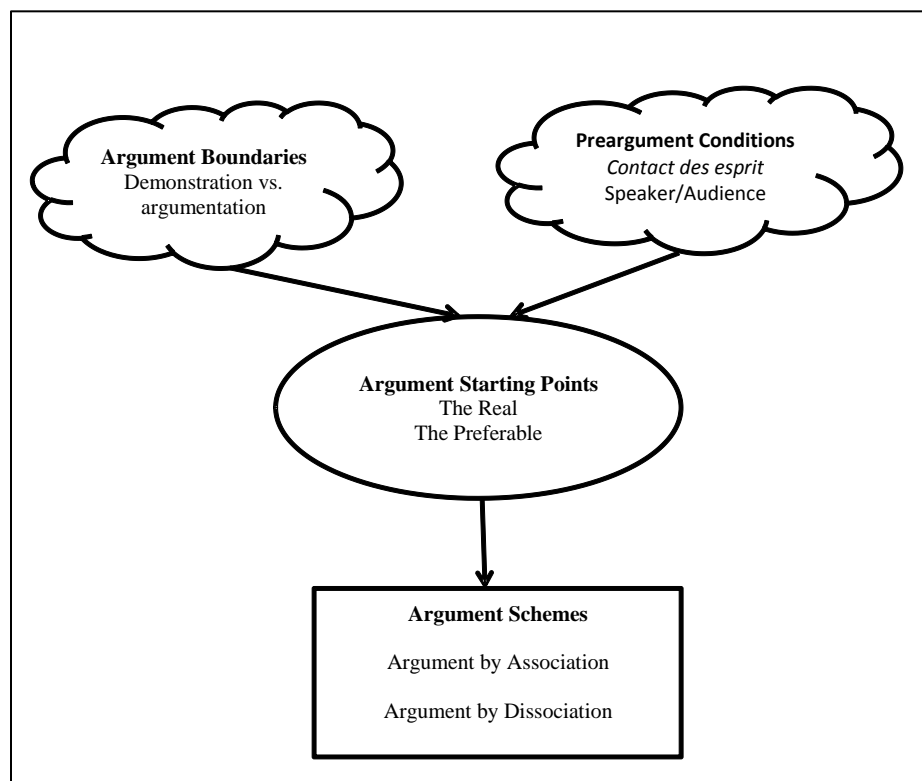 Argument Boundaries
Demonstration vs.
argumentation
Preargument Conditions
Contact des esprit
Speaker/Audience
Argument Starting Points
The Real
The Preferable
Argument Schemes
Argument by Association
Argument by Dissociation